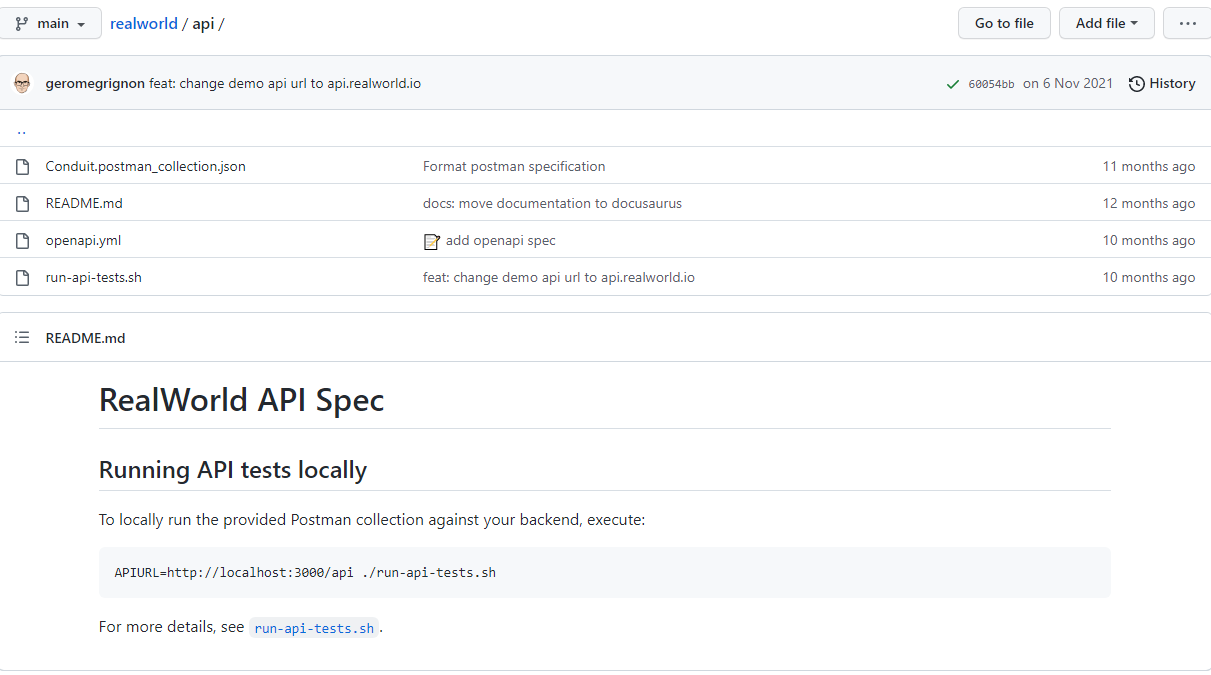 main realworld / api / Go to file Add file ...
geromegrignon feat: change demo api url to api.realworld.io 60054bb on 6 Nov 2021 History
..
Conduit.postman_collection.json Format postman specification 11 months ago
README.md docs: move documentation to docusaurus 12 months ago
openapi.yml add openapi spec 10 months ago
run-api-tests.sh feat: change demo api url to api.realworld.io 10 months ago
README.md
RealWorld API Spec
Running API tests locally
To locally run the provided Postman collection against your backend, execute:
APIURL=http://localhost:3000/api ./run-api-tests.sh
For more details, see run-api-tests.sh.